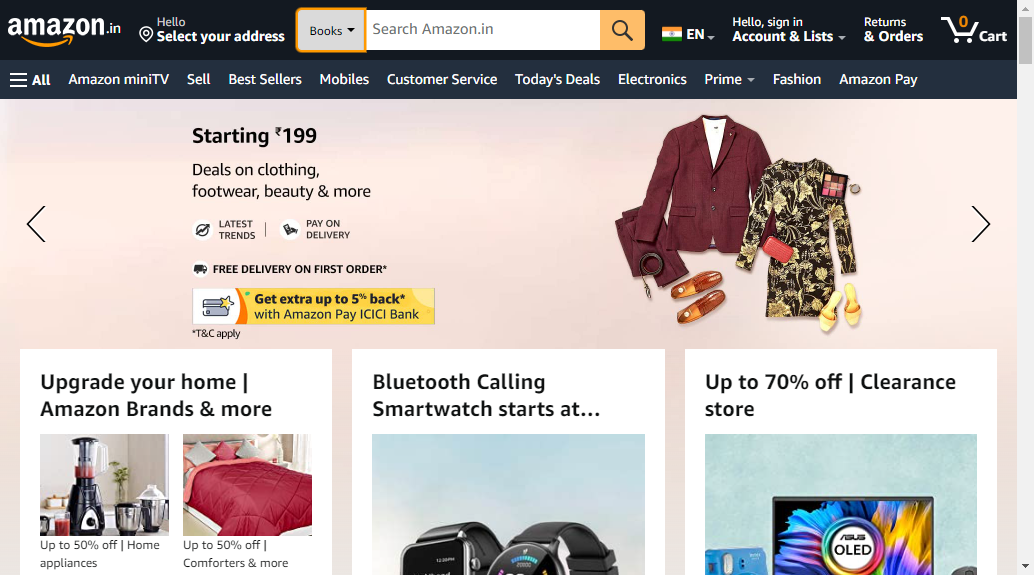 amazon.in
Hello
Select your address
Books
Search Amazon.in
EN
Hello, sign in
Account & Lists
Returns
& Orders
0
Cart
All
Amazon miniTV
Sell
Best Sellers
Mobiles
Customer Service
Today's Deals
Electronics
Prime
Fashion
Amazon Pay
Starting ₹199
Deals on clothing,
footwear, beauty & more
LATEST
TRENDS
PAY ON
DELIVERY
FREE DELIVERY ON FIRST ORDER*
Get extra up to 5% back*
with Amazon Pay ICICI Bank
*T&C apply
Upgrade your home |
Amazon Brands & more
Up to 50% off | Home
appliances
Up to 50% off |
Comforters & more
Bluetooth Calling
Smartwatch starts at...
Up to 70% off | Clearance
store
ASUS
OLED